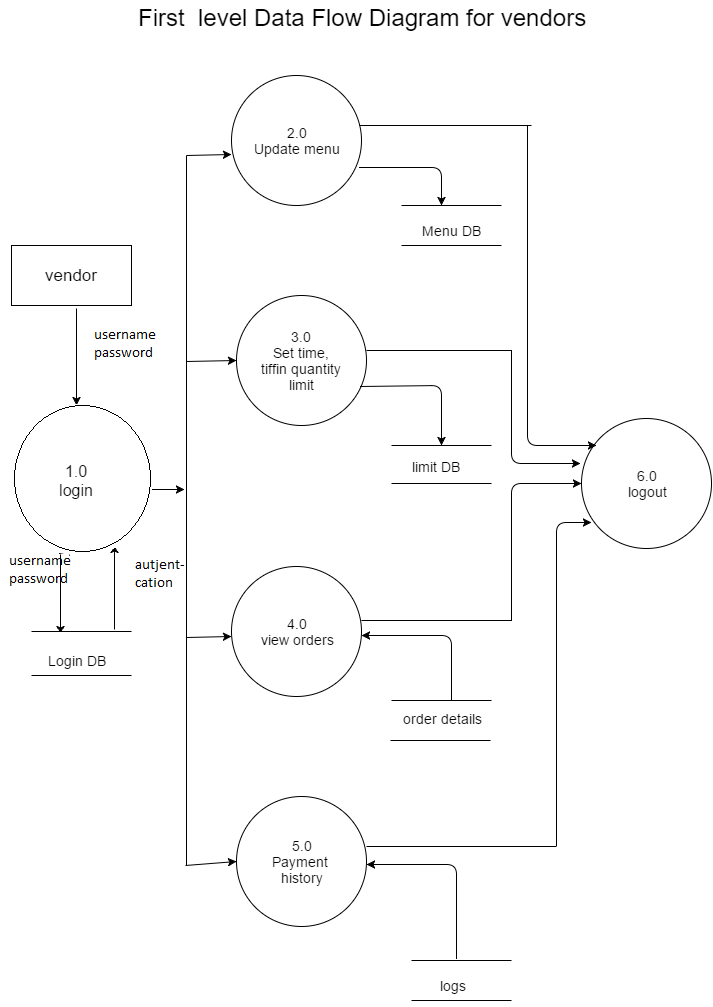 First level Data Flow Diagram for vendors
2.0
Update menu
Menu DB
vendor
username
password
3.0
Set time,
tiffin quantity
limit
limit DB
1.0
login
6.0
logout
username
password
autjent-
cation
Login DB
4.0
view orders
order details
5.0
Payment
history
logs